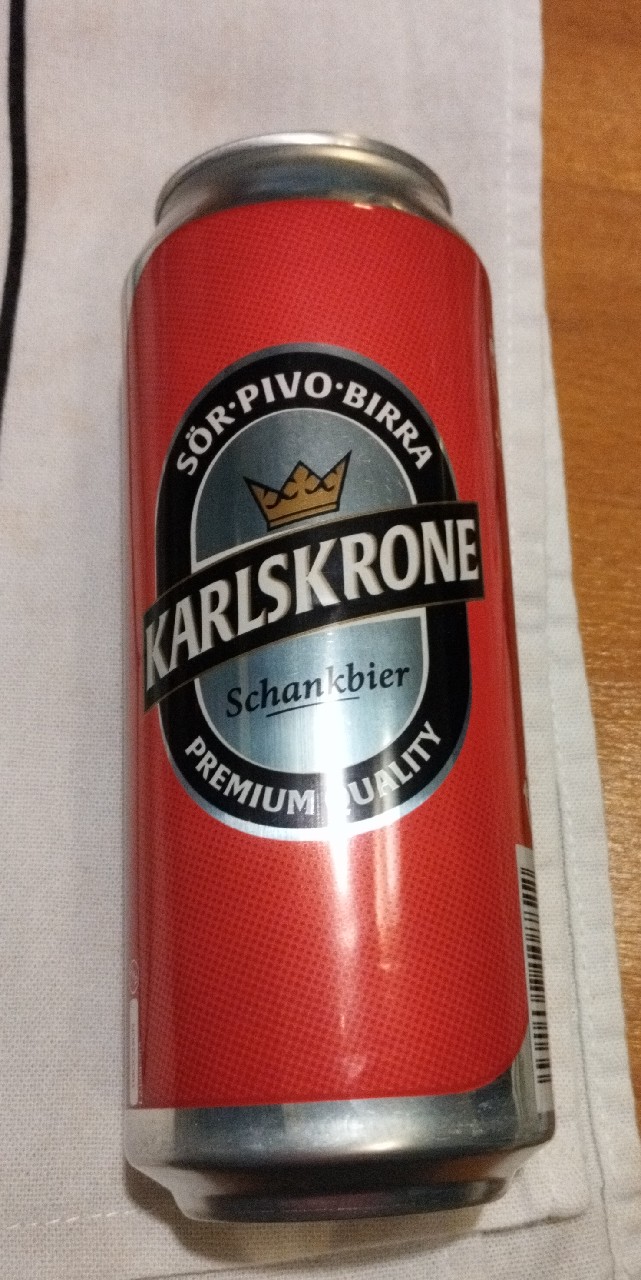 SÖR·PIVO·BIRRA
KARLSKRONE
Schankbier
PREMIUM QUALITY